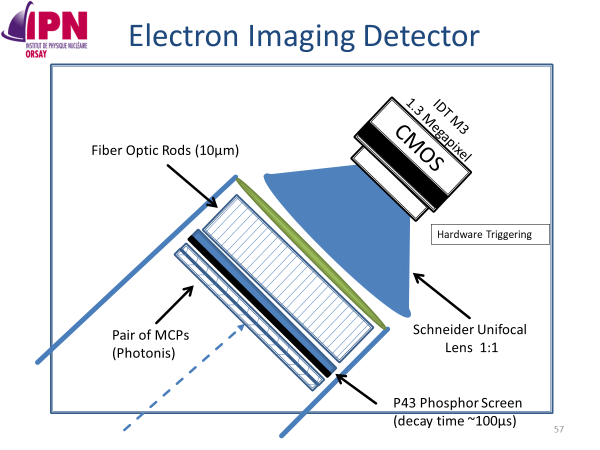 IPN
INSTITUT DE PHYSIQUE NUCLÉAIRE
ORSAY
Electron Imaging Detector
IDT M3
1.3 Megapixel
CMOS
Fiber Optic Rods (10μm)
Hardware Triggering
Pair of MCPs
(Photonis)
Schneider Unifocal
Lens 1:1
P43 Phosphor Screen
(decay time ~100μs)
57